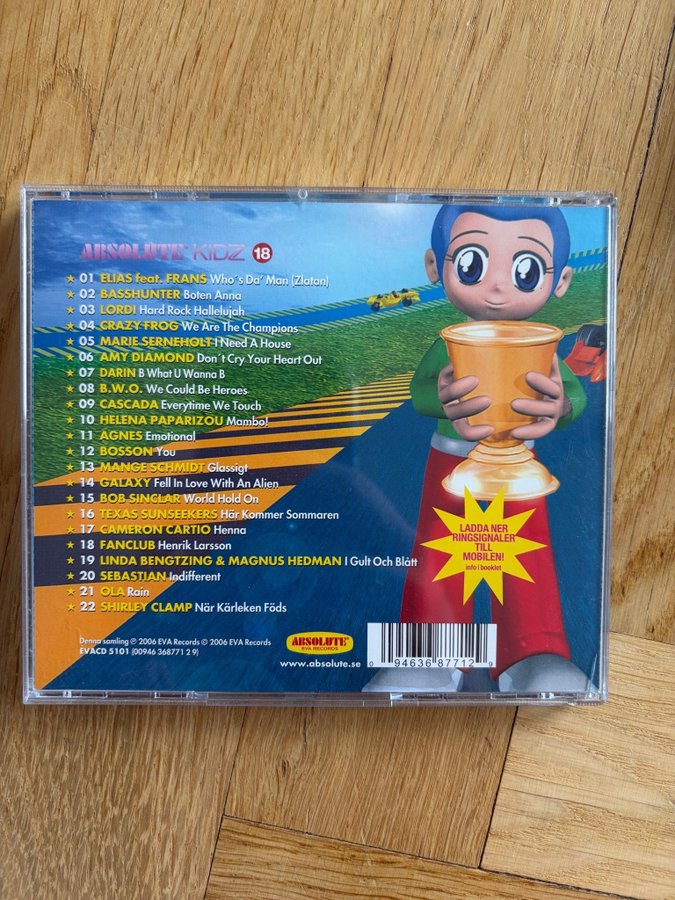 ABSOLUTE KIDZ 18
★ 01 ELIAS feat. FRANS Who´s Da' Man (Zlatan)
★ 02 BASSHUNTER Boten Anna
★ 03 LORDI Hard Rock Hallelujah
★ 04 CRAZY FROG We Are The Champions
★ 05 MARIE SERNEHOLT I Need A House
★ 06 AMY DIAMOND Don´t Cry Your Heart Out
★ 07 DARIN B What U Wanna B
★ 08 B.W.O. We Could Be Heroes
★ 09 CASCADA Everytime We Touch
★ 10 HELENA PAPARIZOU Mambo!
★ 11 AGNES Emotional
★ 12 BOSSON You
★ 13 MANGE SCHMIDT Glassigt
★ 14 GALAXY Fell In Love With An Alien
★ 15 BOB SINCLAR World Hold On
★ 16 TEXAS SUNSEEKERS Här Kommer Sommaren
★ 17 CAMERON CARTIO Henna
★ 18 FANCLUB Henrik Larsson
★ 19 LINDA BENGTZING & MAGNUS HEDMAN I Gult Och Blått
★ 20 SEBASTIAN Indifferent
★ 21 OLA Rain
★ 22 SHIRLEY CLAMP När Kärleken Föds
LADDA NER
RINGSIGNALER
TILL
MOBILEN!
info i booklet
Denna samling ℗ 2006 EVA Records © 2006 EVA Records
EVACD 5101 (00946 368771 2 9)
ABSOLUTE
EVA RECORDS
www.absolute.se
0 94636 87712 9